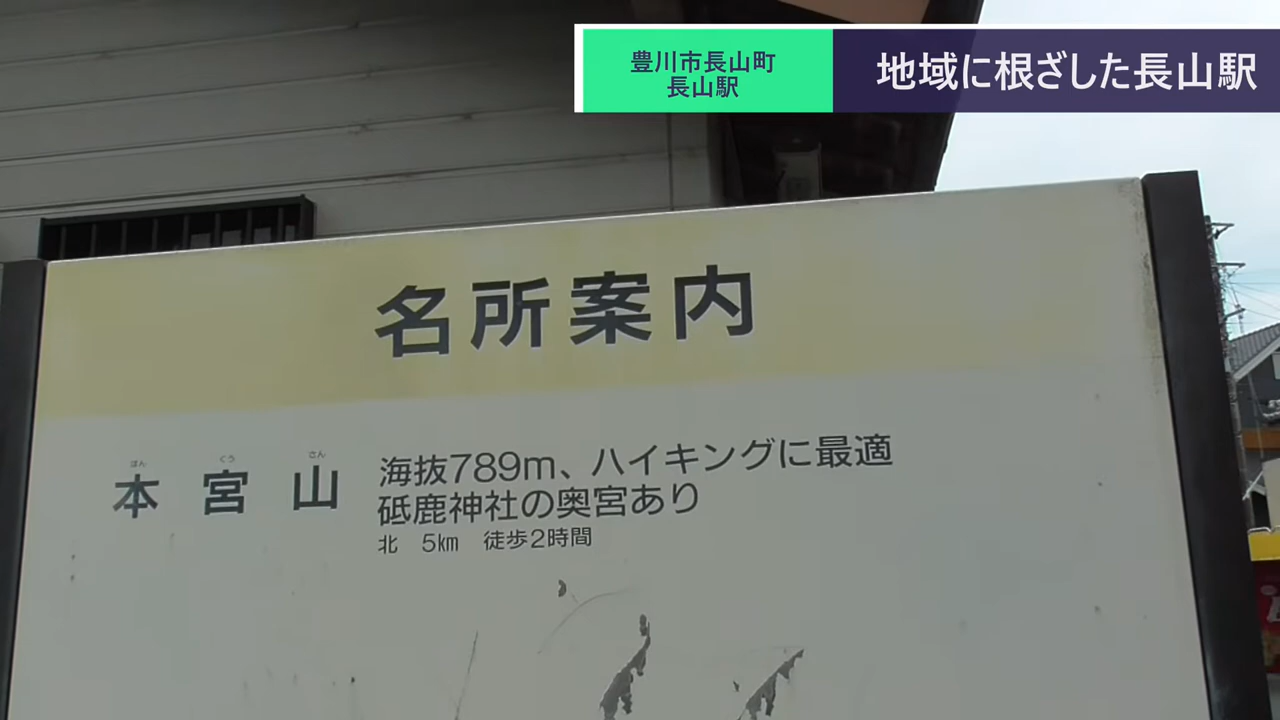 豊川市長山町
長山駅
地域に根ざした長山駅
名所案内
ほん ぐう さん
本宮山
海抜789m、ハイキングに最適
砥鹿神社の奥宮あり
北 5㎞ 徒歩2時間